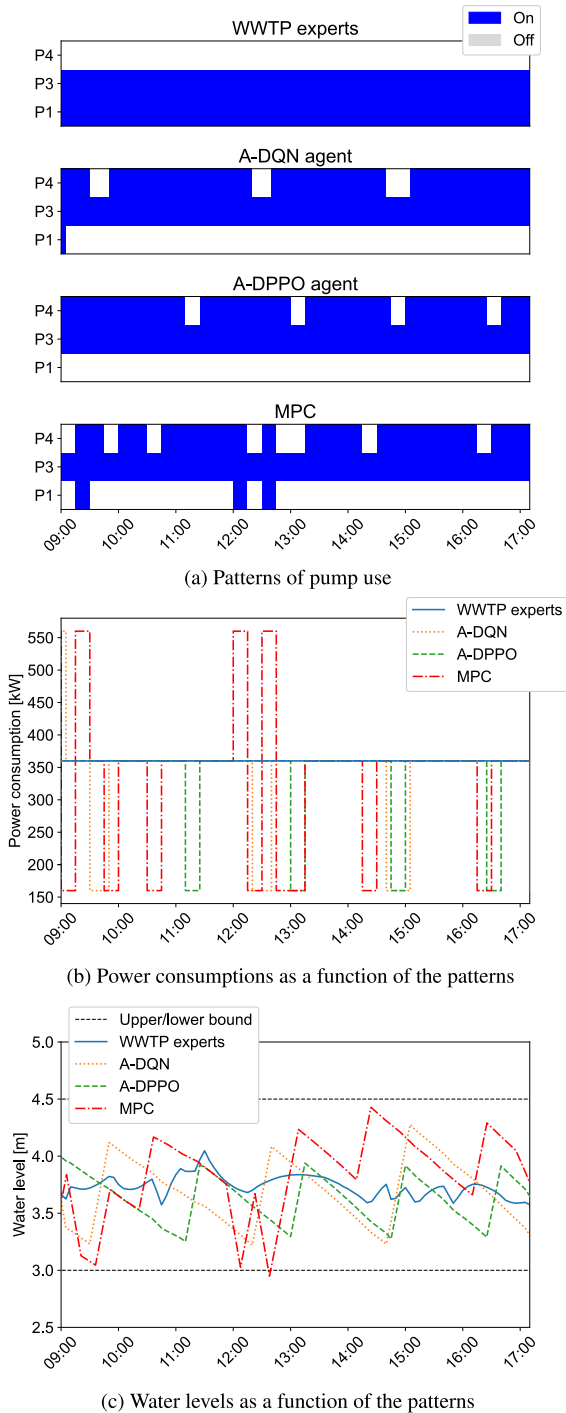 WWTP experts
On
Off
P4
P3
P1
A-DQN agent
P4
P3
P1
A-DPPO agent
P4
P3
P1
MPC
P4
P3
P1
09:00 10:00 11:00 12:00 13:00 14:00 15:00 16:00 17:00
(a) Patterns of pump use
WWTP experts
A-DQN
A-DPPO
MPC
Power consumption [kW]
550
500
450
400
350
300
250
200
150
09:00 10:00 11:00 12:00 13:00 14:00 15:00 16:00 17:00
(b) Power consumptions as a function of the patterns
Upper/lower bound
WWTP experts
A-DQN
A-DPPO
MPC
Water level [m]
5.0
4.5
4.0
3.5
3.0
2.5
09:00 10:00 11:00 12:00 13:00 14:00 15:00 16:00 17:00
(c) Water levels as a function of the patterns